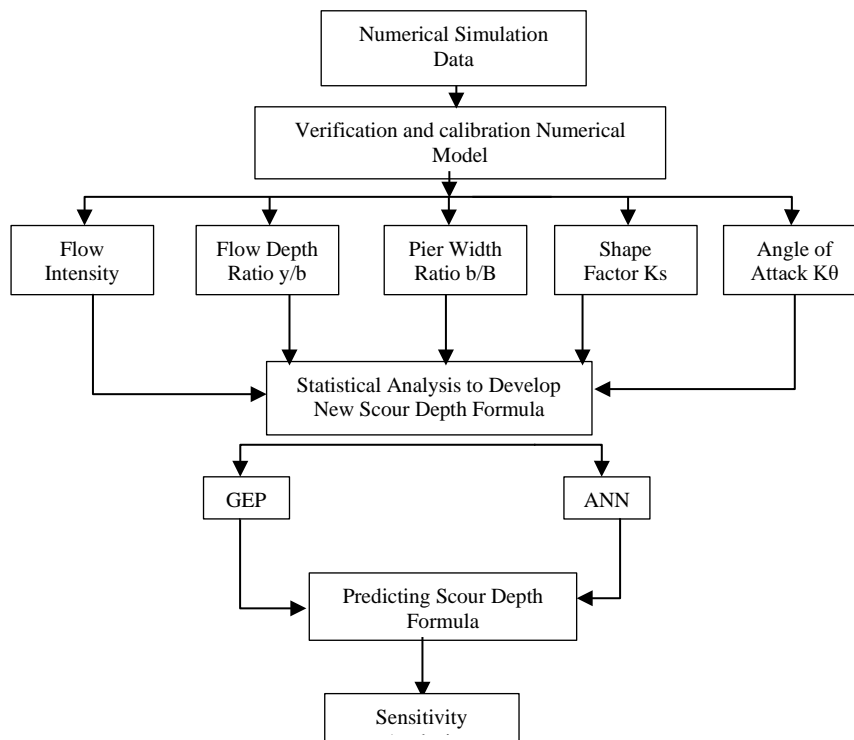 Numerical Simulation
Data
Verification and calibration Numerical
Model
Flow
Intensity
Flow Depth
Ratio y/b
Pier Width
Ratio b/B
Shape
Factor Ks
Angle of
Attack Kθ
Statistical Analysis to Develop
New Scour Depth Formula
GEP
ANN
Predicting Scour Depth
Formula
Sensitivity